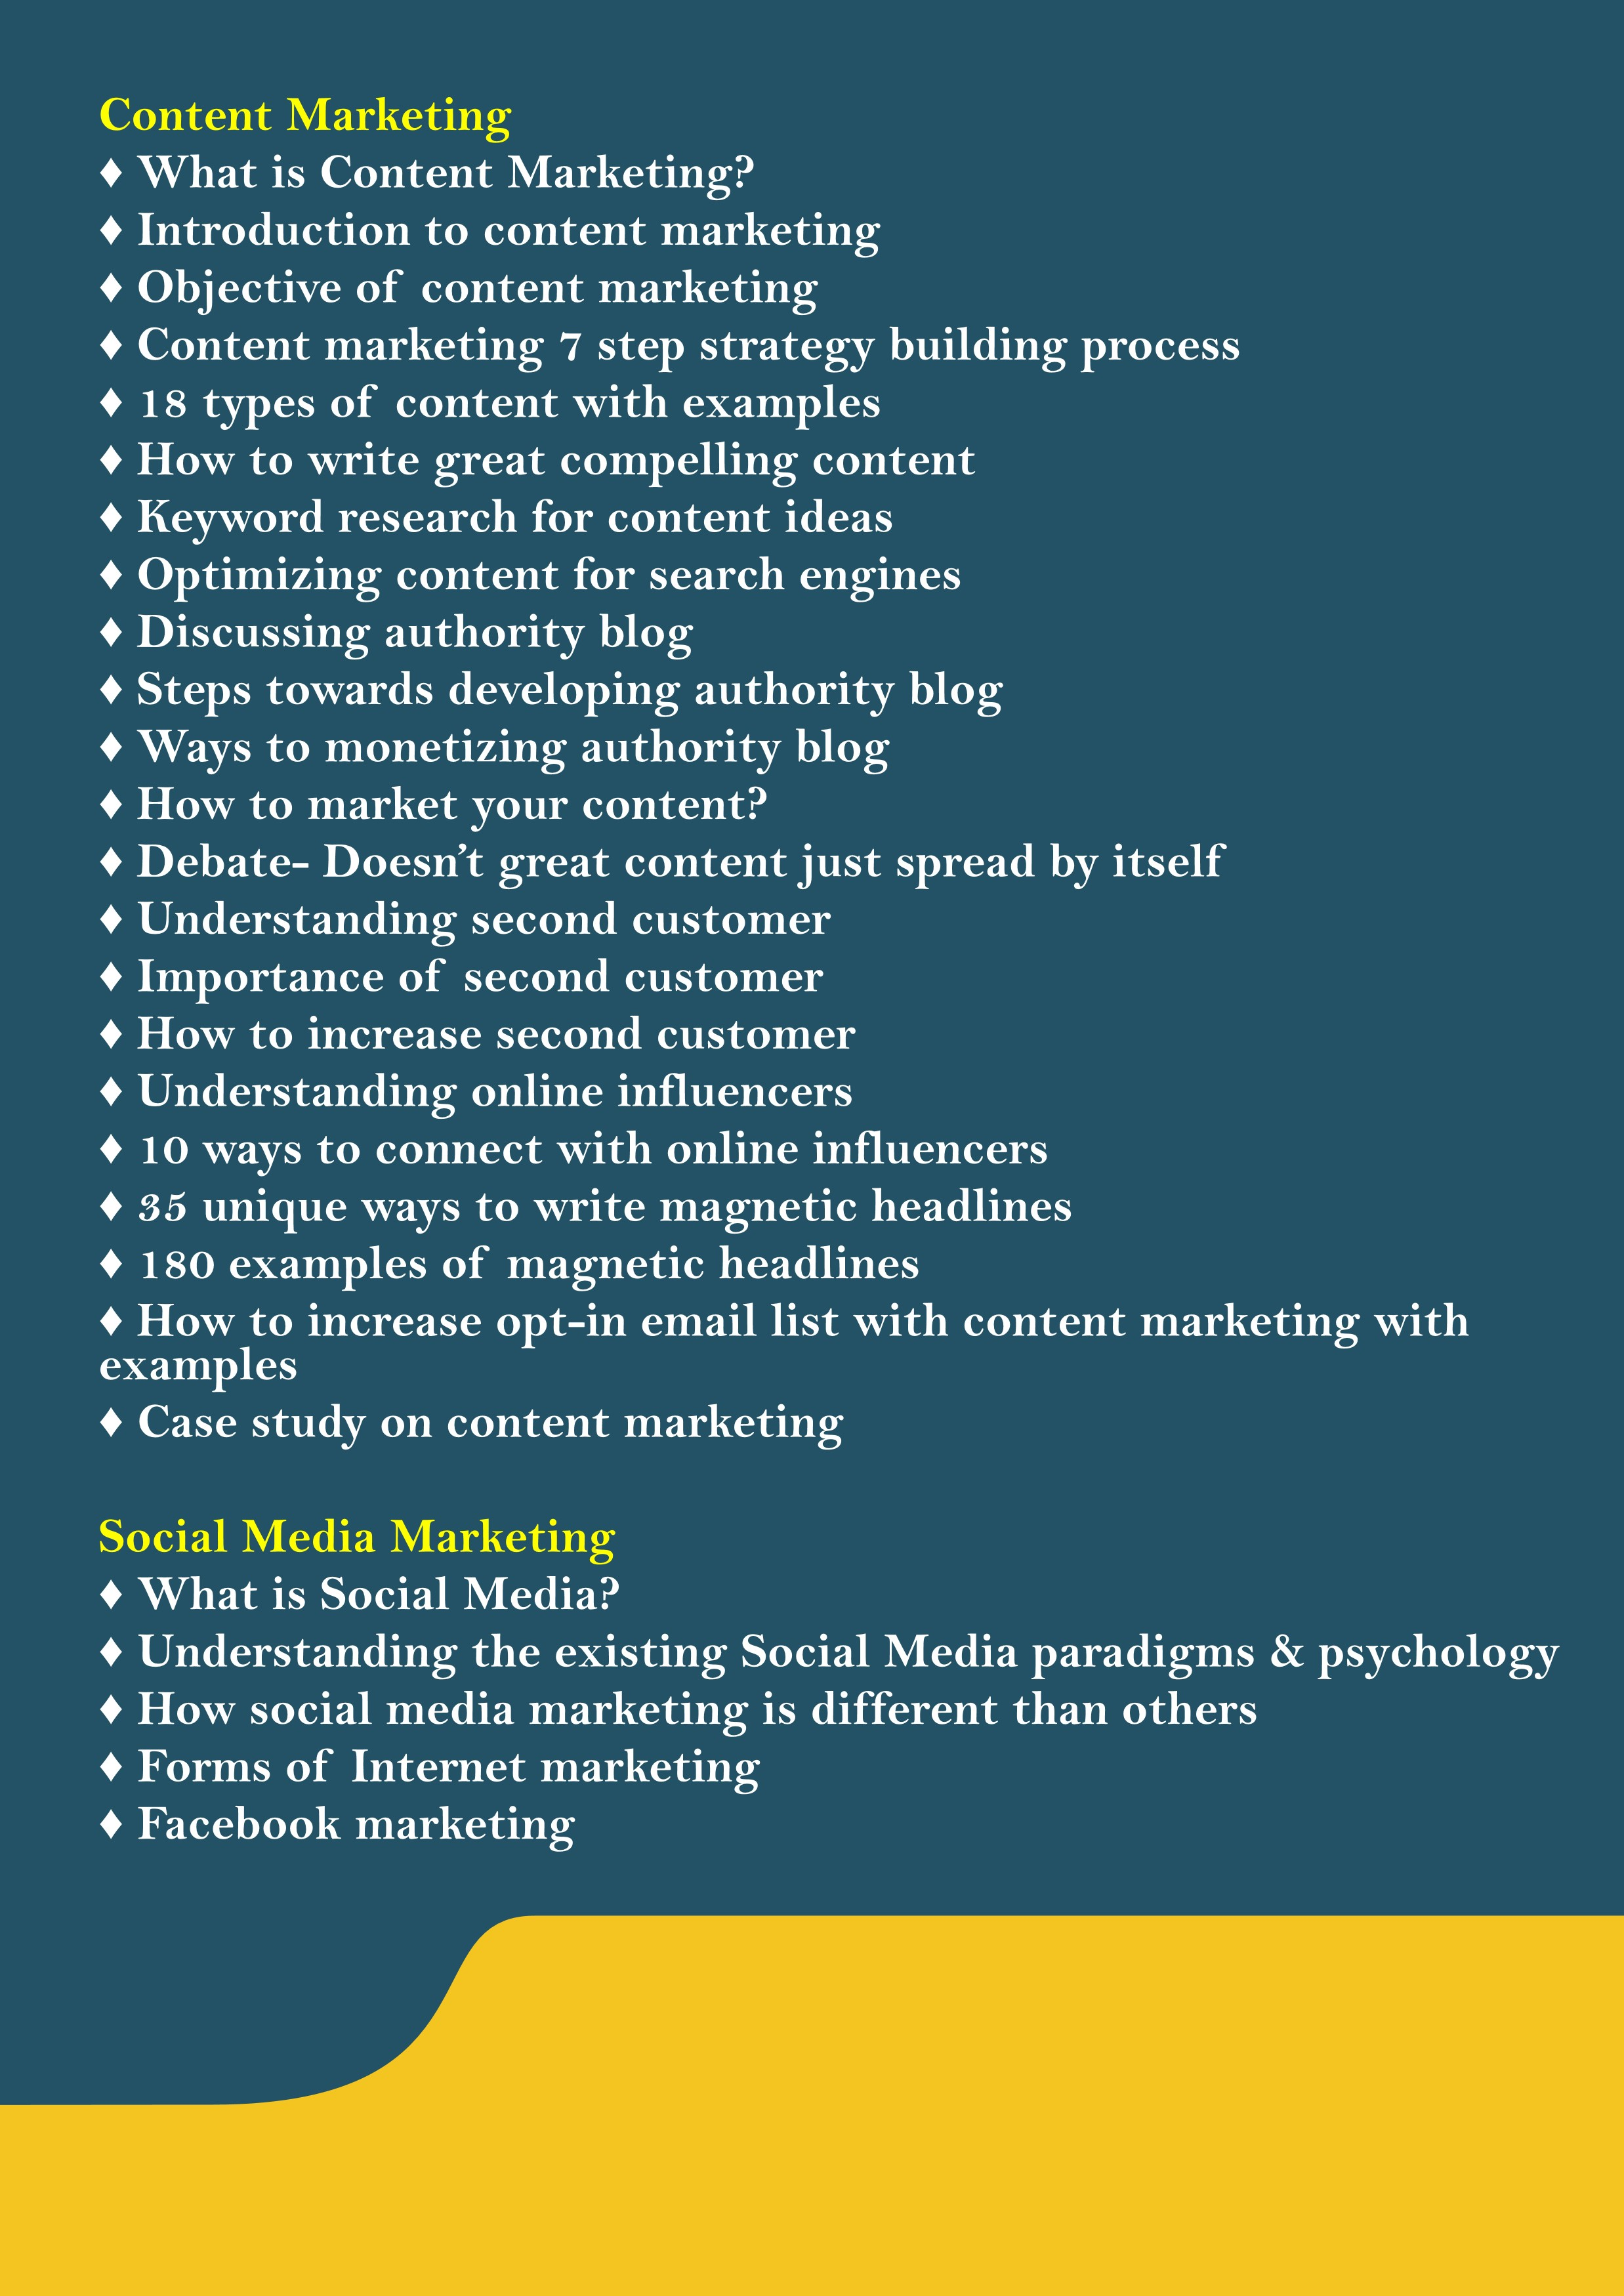 Content Marketing
♦ What is Content Marketing?
♦ Introduction to content marketing
♦ Objective of content marketing
♦ Content marketing 7 step strategy building process
♦ 18 types of content with examples
♦ How to write great compelling content
♦ Keyword research for content ideas
♦ Optimizing content for search engines
♦ Discussing authority blog
♦ Steps towards developing authority blog
♦ Ways to monetizing authority blog
♦ How to market your content?
♦ Debate- Doesn’t great content just spread by itself
♦ Understanding second customer
♦ Importance of second customer
♦ How to increase second customer
♦ Understanding online influencers
♦ 10 ways to connect with online influencers
♦ 35 unique ways to write magnetic headlines
♦ 180 examples of magnetic headlines
♦ How to increase opt-in email list with content marketing with
examples
♦ Case study on content marketing
Social Media Marketing
♦ What is Social Media?
♦ Understanding the existing Social Media paradigms & psychology
♦ How social media marketing is different than others
♦ Forms of Internet marketing
♦ Facebook marketing